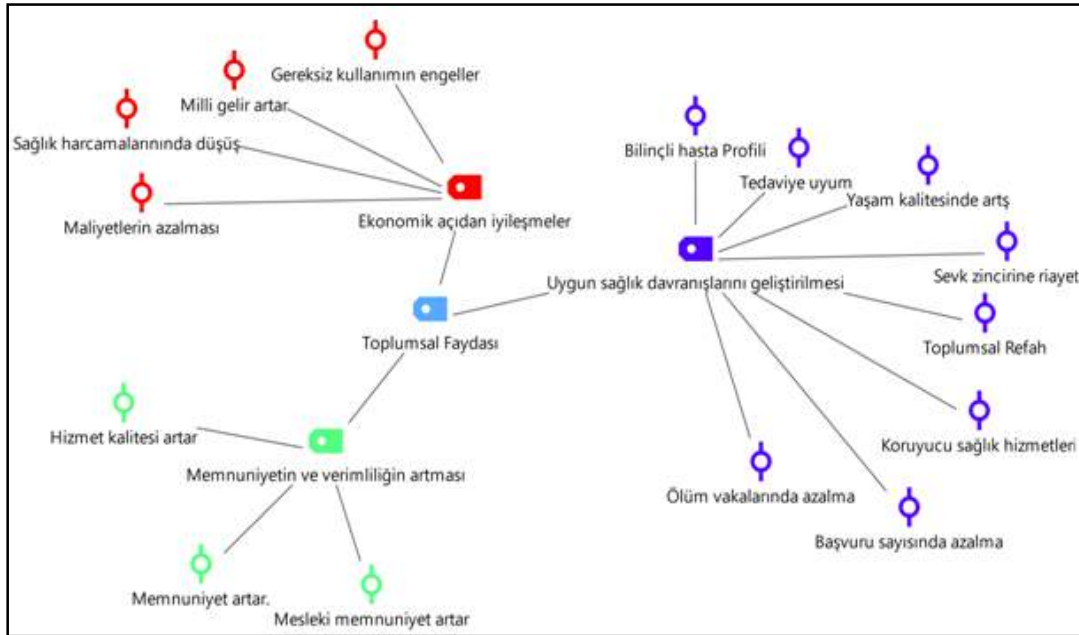 Gereksiz kullanımın engeller
Milli gelir artar
Sağlık harcamalarınında düşüş
Maliyetlerin azalması
Ekonomik açıdan iyileşmeler
Bilinçli hasta Profili
Tedaviye uyum
Yaşam kalitesinde artş
Sevk zincirine riayet
Uygun sağlık davranışlarını geliştirilmesi
Toplumsal Faydası
Toplumsal Refah
Hizmet kalitesi artar
Koruyucu sağlık hizmetleri
Memnuniyetin ve verimliliğin artması
Ölüm vakalarında azalma
Başvuru sayısında azalma
Memnuniyet artar.
Mesleki memnuniyet artar